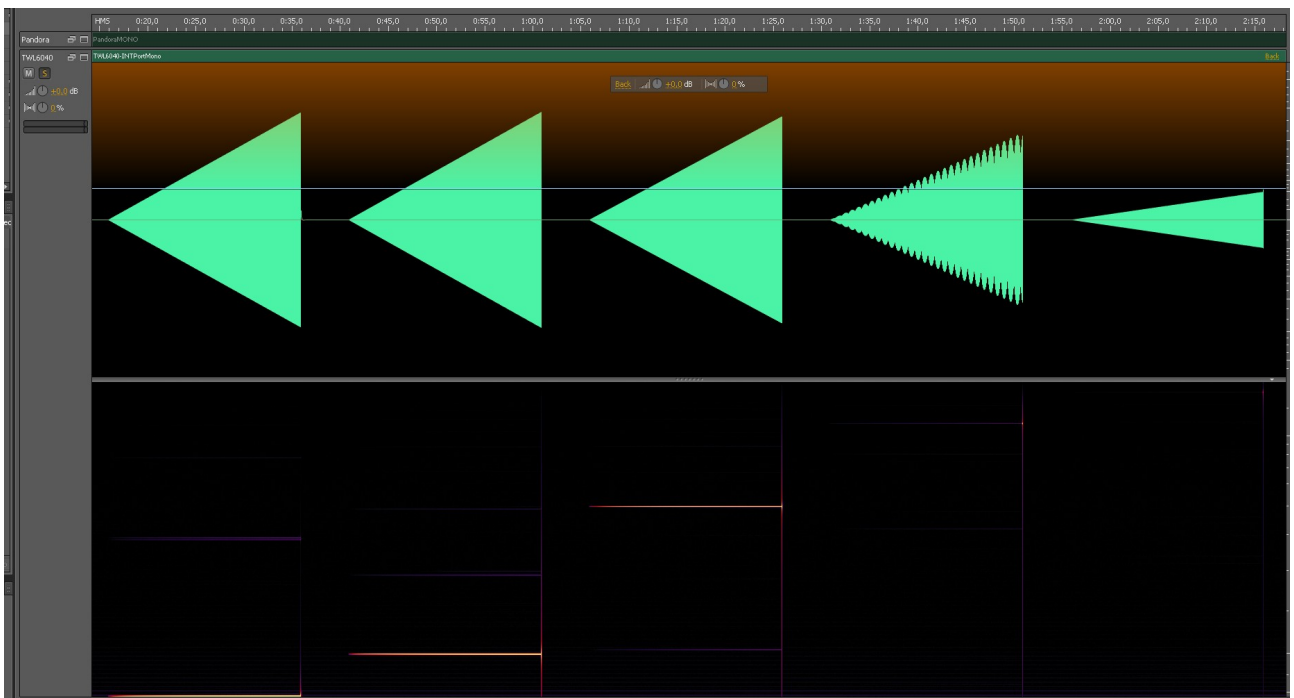 HMS 0:20,0 0:25,0 0:30,0 0:35,0 0:40,0 0:45,0 0:50,0 0:55,0 1:00,0 1:05,0 1:10,0 1:15,0 1:20,0 1:25,0 1:30,0 1:35,0 1:40,0 1:45,0 1:50,0 1:55,0 2:00,0 2:05,0 2:10,0 2:15,0
Pandora PandoraMONO
TWL6040 TWL6040-INTPortMono Back
M S
Back +0,0 dB 0 %
+0,0 dB
0 %